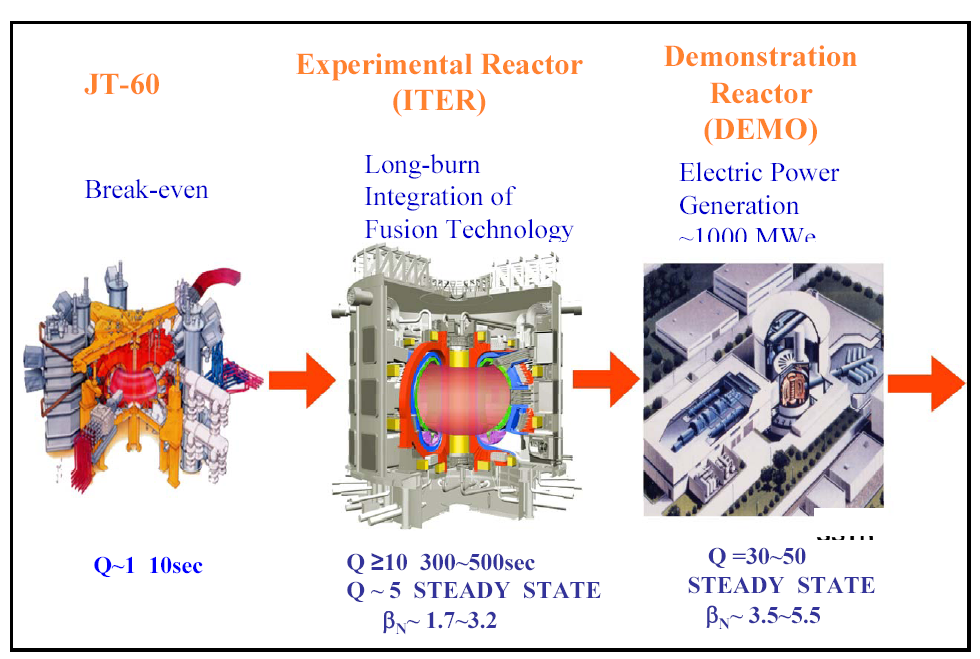 JT-60
Break-even
Q~1 10sec
Experimental Reactor
(ITER)
Long-burn
Integration of
Fusion Technology
Q ≥10 300~500sec
Q ~ 5 STEADY STATE
βN~ 1.7~3.2
Demonstration
Reactor
(DEMO)
Electric Power
Generation
~1000 MWe
Q =30~50
STEADY STATE
βN~ 3.5~5.5